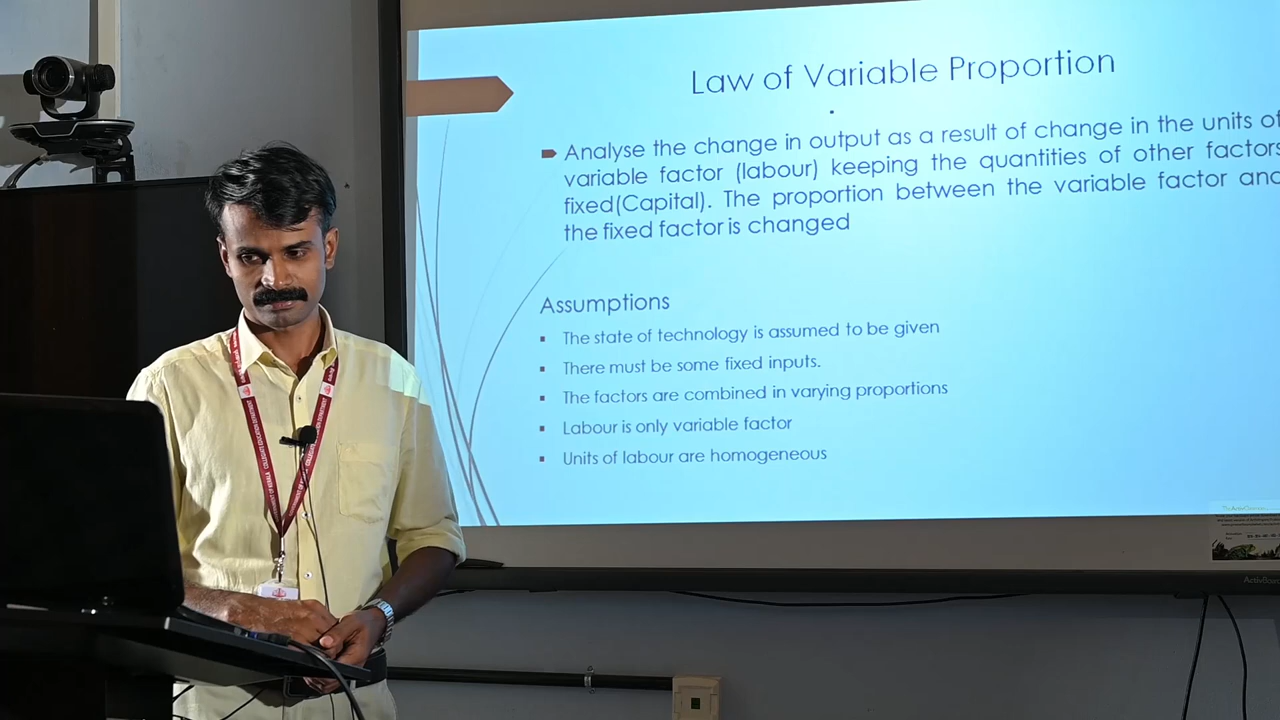 Law of Variable Proportion
Analyse the change in output as a result of change in the units of
variable factor (labour) keeping the quantities of other factors
fixed(Capital). The proportion between the variable factor and
the fixed factor is changed
Assumptions
The state of technology is assumed to be given
There must be some fixed inputs.
The factors are combined in varying proportions
Labour is only variable factor
Units of labour are homogeneous
COLLEGIATE EDUCATION DEPARTMENT